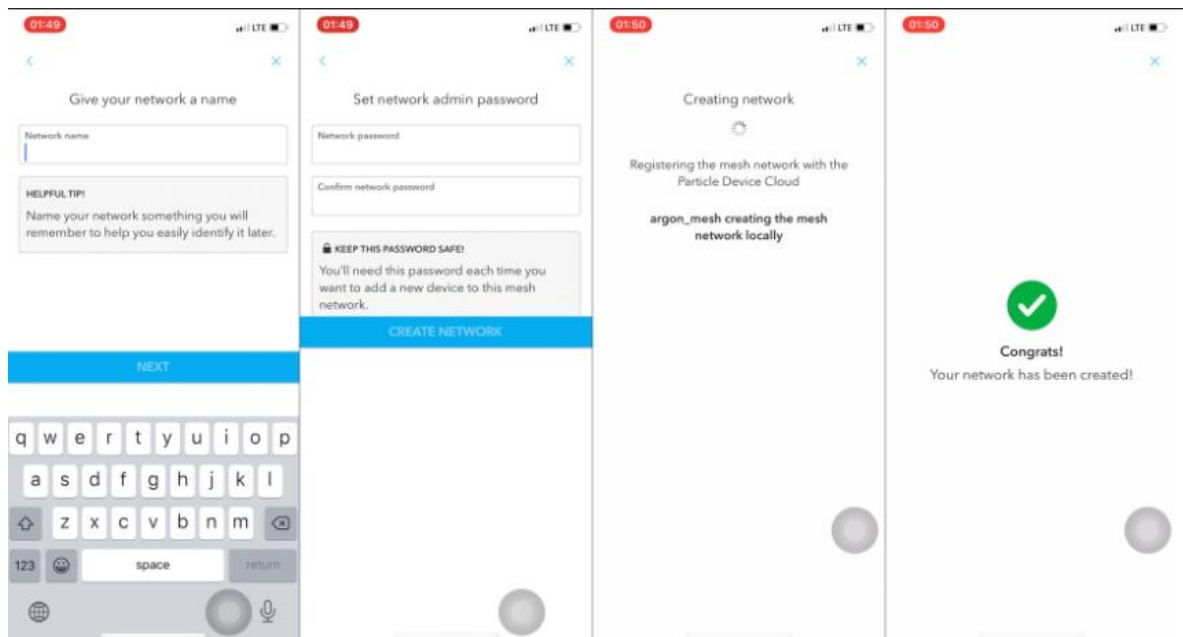 01:49
LTE
Give your network a name
Network name
HELPFUL TIP!
Name your network something you will
remember to help you easily identify it later.
NEXT
q w e r t y u i o p
a s d f g h j k l
z x c v b n m
123
space
return
01:49
LTE
Set network admin password
Network password
Confirm network password
KEEP THIS PASSWORD SAFE!
You'll need this password each time you
want to add a new device to this mesh
network.
CREATE NETWORK
01:50
LTE
Creating network
Registering the mesh network with the
Particle Device Cloud
argon_mesh creating the mesh
network locally
01:50
LTE
Congrats!
Your network has been created!